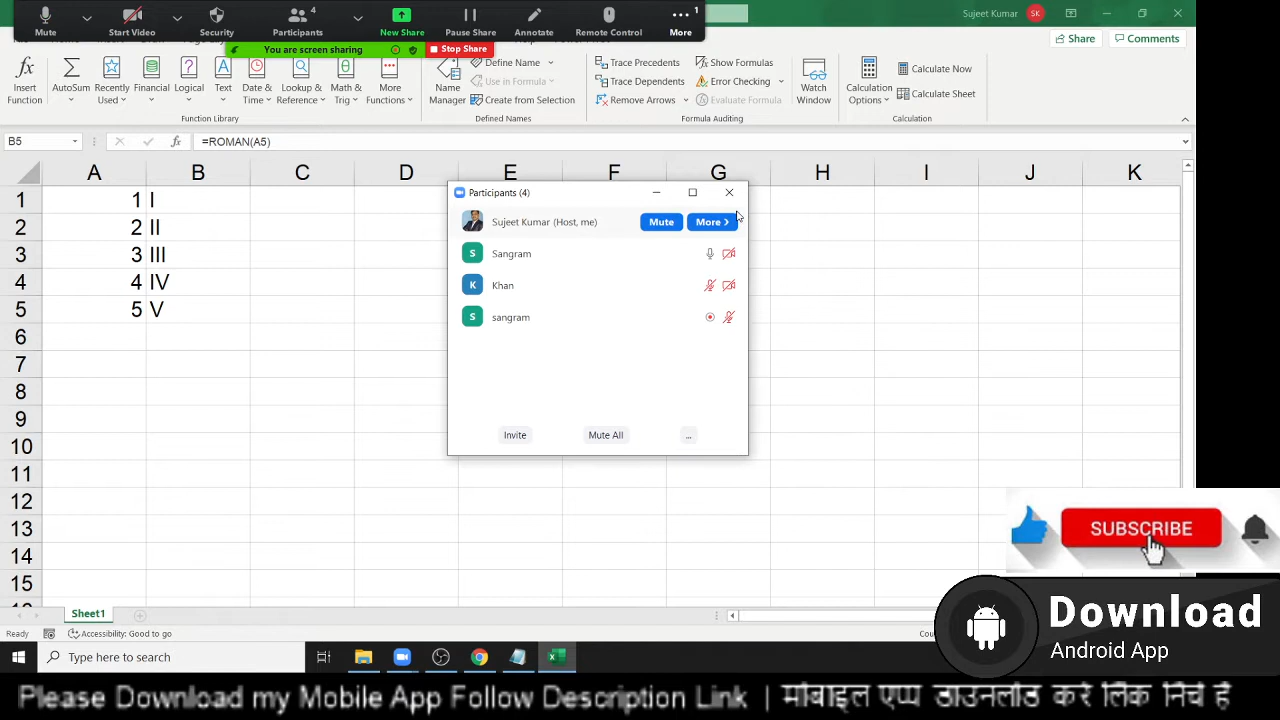 Mute
Start Video
Security
Participants
4
New Share
Pause Share
Annotate
Remote Control
More
1
Sujeet Kumar
SK
You are screen sharing
Stop Share
Share
Comments
Insert Function
AutoSum
Recently Used
Financial
Logical
Text
Date & Time
Lookup & Reference
Math & Trig
More Functions
Function Library
Name Manager
Define Name
Use in Formula
Create from Selection
Defined Names
Trace Precedents
Trace Dependents
Remove Arrows
Show Formulas
Error Checking
Evaluate Formula
Formula Auditing
Watch Window
Calculation Options
Calculate Now
Calculate Sheet
Calculation
B5
fx
=ROMAN(A5)
A B C D E F G H I J K
1 1 I
2 2 II
3 3 III
4 4 IV
5 5 V
6
7
8
9
10
11
12
13
14
15
Participants (4)
Sujeet Kumar (Host, me)
Mute
More
S Sangram
K Khan
S sangram
Invite
Mute All
...
SUBSCRIBE
Download
Android App
Sheet1
Ready
Accessibility: Good to go
Type here to search
Please Download my Mobile App Follow Description Link | मोबाइल एप्प डाउनलोड करे लिंक निचे है